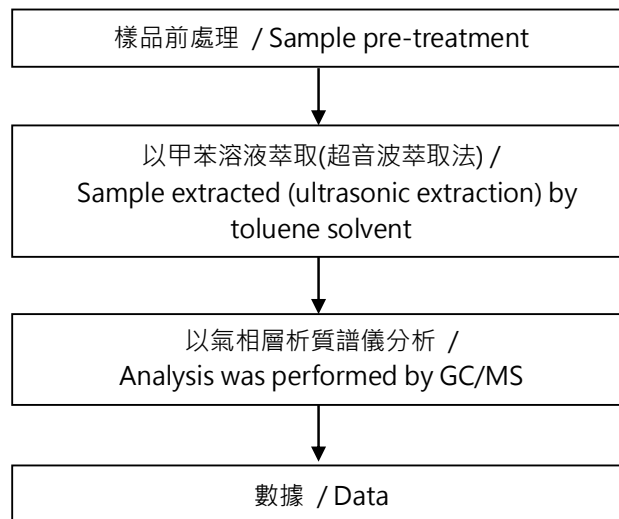 樣品前處理 / Sample pre-treatment
以甲苯溶液萃取(超音波萃取法) /
Sample extracted (ultrasonic extraction) by
toluene solvent
以氣相層析質譜儀分析 /
Analysis was performed by GC/MS
數據 / Data